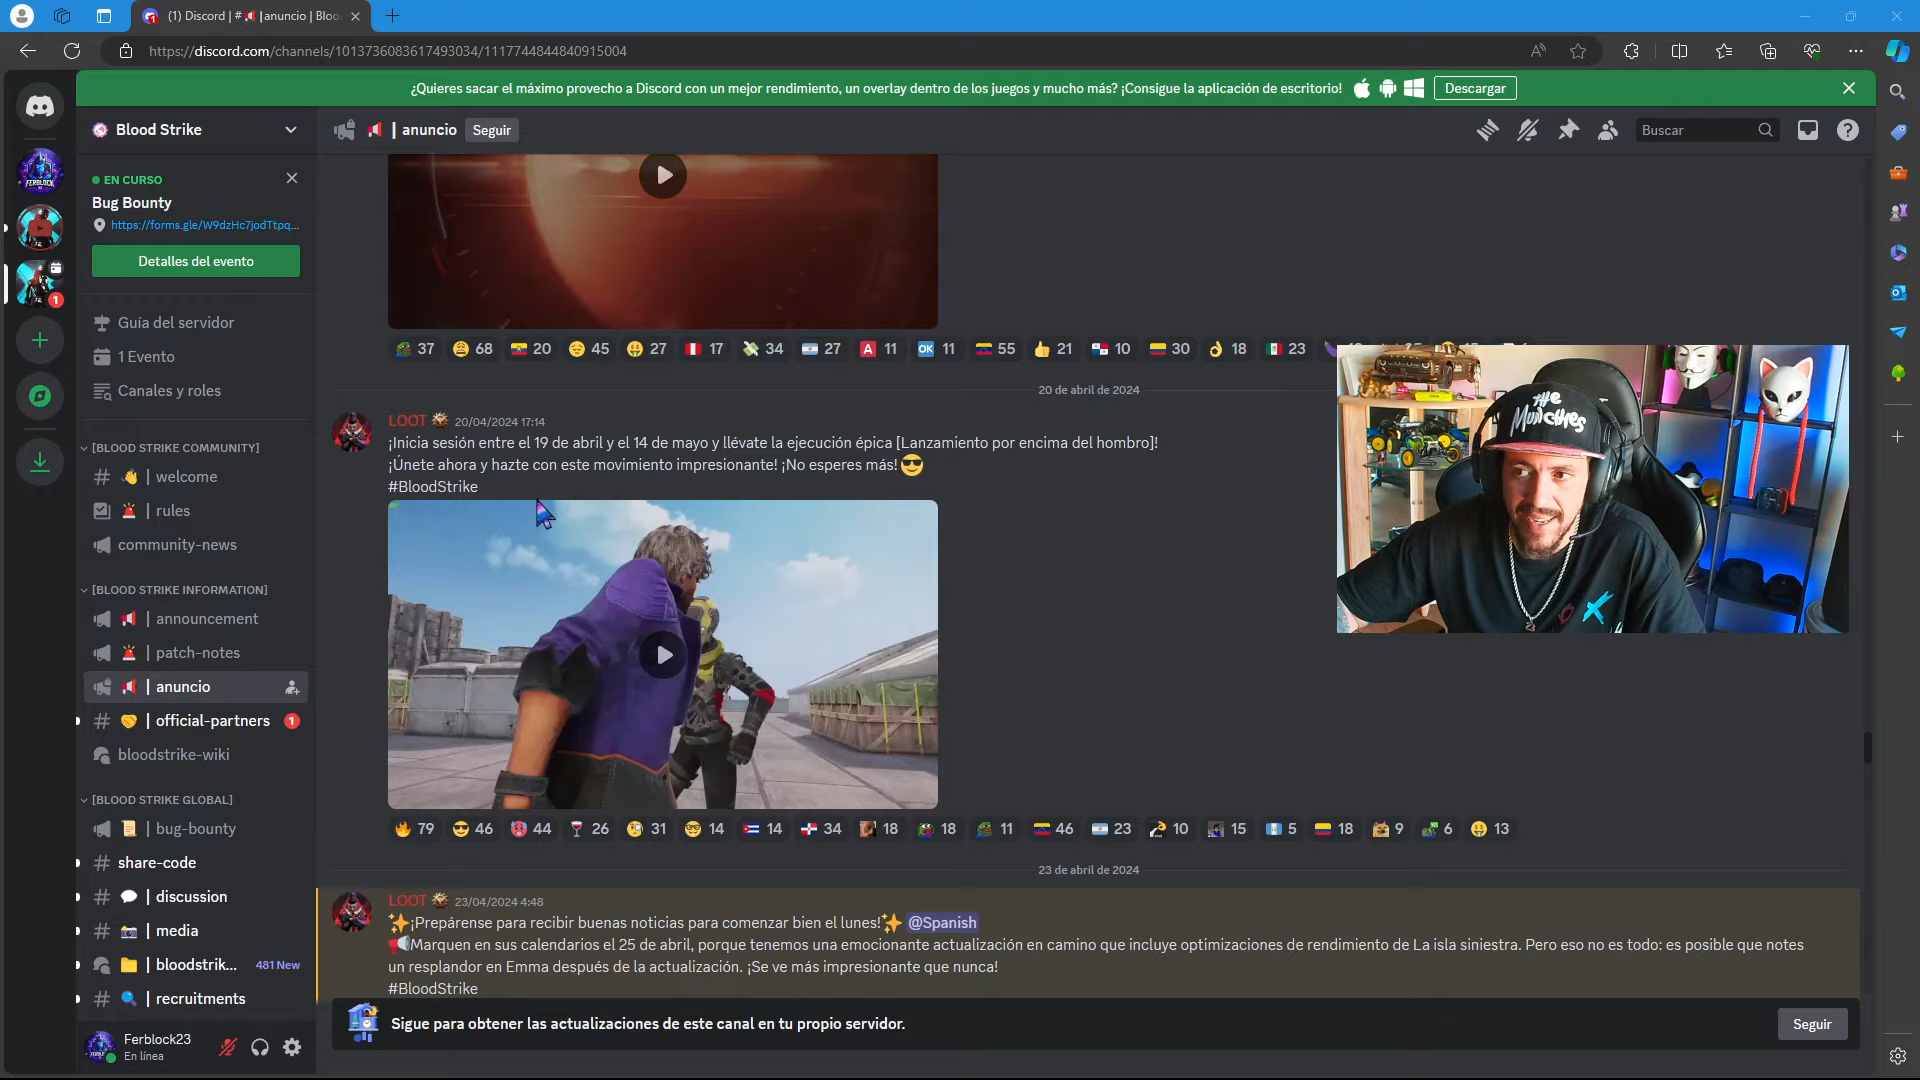 (1) Discord | # | anuncio | Bloo
https://discord.com/channels/1013736083617493034/1117744844840915004
¿Quieres sacar el máximo provecho a Discord con un mejor rendimiento, un overlay dentro de los juegos y mucho más? ¡Consigue la aplicación de escritorio!
Descargar
Blood Strike
| anuncio
Seguir
Buscar
EN CURSO
Bug Bounty
https://forms.gle/W9dzHc7jodTtpq...
Detalles del evento
Guía del servidor
1 Evento
Canales y roles
[BLOOD STRIKE COMMUNITY]
| welcome
| rules
community-news
[BLOOD STRIKE INFORMATION]
| announcement
| patch-notes
| anuncio
| official-partners 1
bloodstrike-wiki
[BLOOD STRIKE GLOBAL]
| bug-bounty
share-code
| discussion
| media
| bloodstrik... 481 New
| recruitments
Ferblock23
En línea
FERBLOCK
1
37 68 20 45 27 17 34 27 A 11 OK 11 55 21 10 30 18 23
20 de abril de 2024
LOOT 20/04/2024 17:14
¡Inicia sesión entre el 19 de abril y el 14 de mayo y llévate la ejecución épica [Lanzamiento por encima del hombro]!
¡Únete ahora y hazte con este movimiento impresionante! ¡No esperes más!
#BloodStrike
79 46 44 26 31 14 14 34 18 18 11 46 23 10 15 5 18 9 6 13
23 de abril de 2024
LOOT 23/04/2024 4:48
¡Prepárense para recibir buenas noticias para comenzar bien el lunes! @Spanish
Marquen en sus calendarios el 25 de abril, porque tenemos una emocionante actualización en camino que incluye optimizaciones de rendimiento de La isla siniestra. Pero eso no es todo: es posible que notes
un resplandor en Emma después de la actualización. ¡Se ve más impresionante que nunca!
#BloodStrike
Sigue para obtener las actualizaciones de este canal en tu propio servidor.
Seguir
THE
Munchies